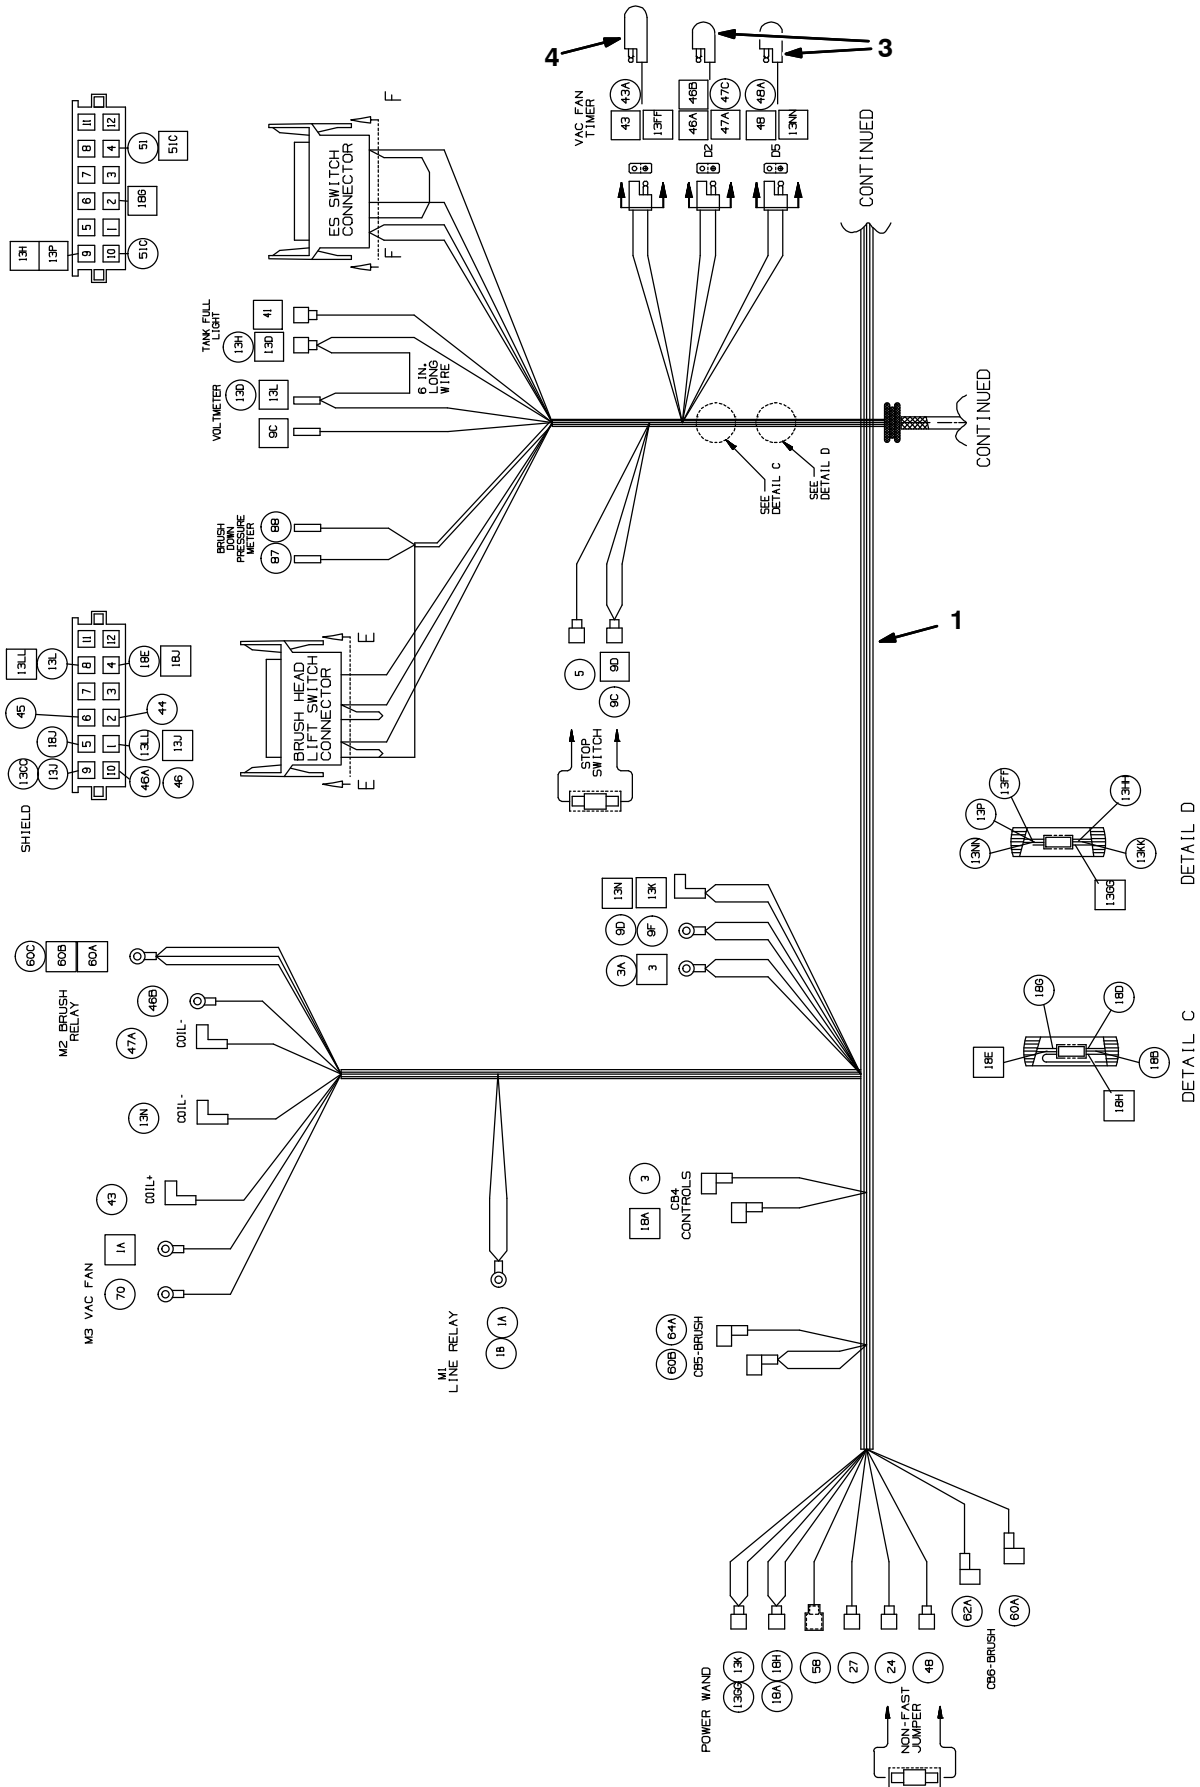 4
3
VAC FAN
TIMER
43
43A
13FF
46A
46B
47A
47C
48
48A
13NN
D2
D5
11
12
8
4
7
3
6
2
5
1
9
10
51
51C
18G
13H
13P
51C
F
F
ES SWITCH
CONNECTOR
TANK FULL
LIGHT
41
13H
13D
6 IN.
LONG
WIRE
VOLTMETER
13D
13L
9C
BRUSH
DOWN
PRESSURE
METER
88
87
CONTINUED
CONTINUED
SEE
DETAIL C
SEE
DETAIL D
SHIELD
11
12
8
4
7
3
6
2
5
1
9
10
13LL
13L
18E
18J
45
44
18J
13LL
13J
13CC
13J
46A
46
E
E
BRUSH HEAD
LIFT SWITCH
CONNECTOR
5
9D
9C
STOP
SWITCH
1
13N
13K
9D
9F
3A
3
60C
60B
60A
M2 BRUSH
RELAY
46B
47A
COIL-
13N
COIL-
43
COIL+
1A
70
M3 VAC FAN
M1
LINE RELAY
1B
1A
3
18A
CB4
CONTROLS
64A
60B
CB5-BRUSH
13FF
13P
13NN
13HH
13KK
13GG
DETAIL D
18G
18E
18D
18B
18H
DETAIL C
POWER WAND
13GG
13K
18A
18H
58
27
24
48
62A
60A
CB6-BRUSH
NON-FAST
JUMPER